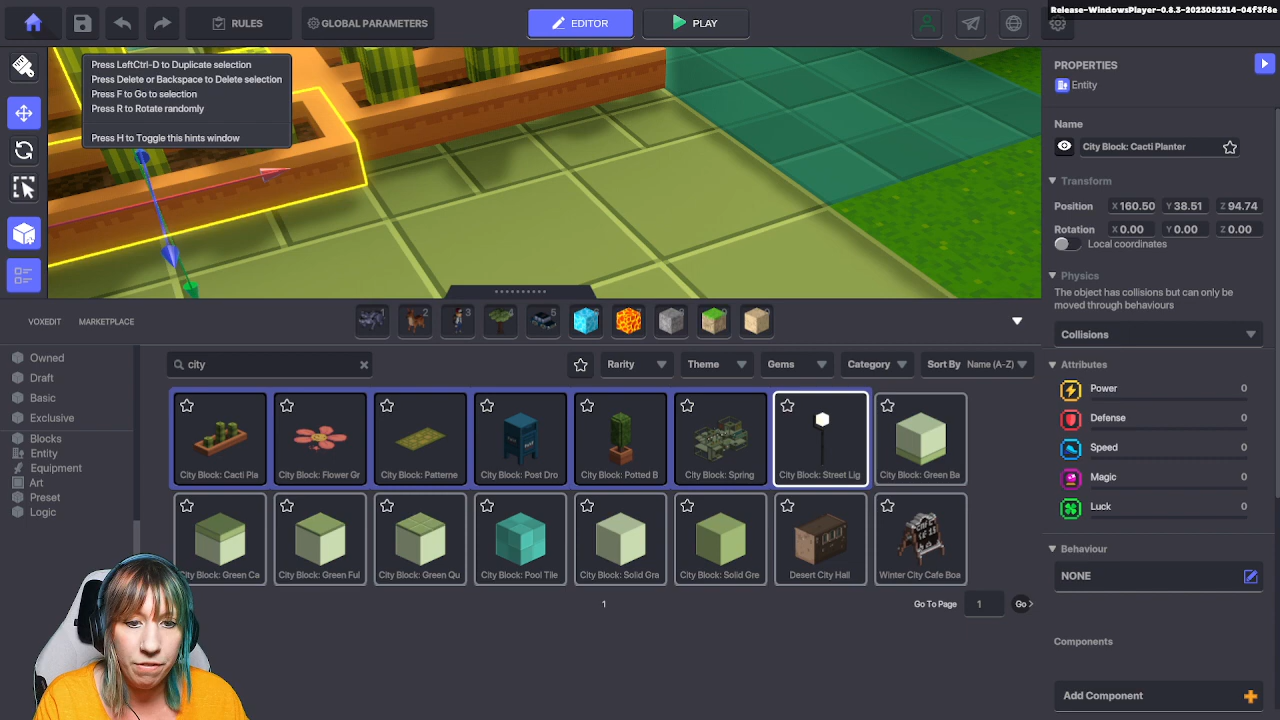 Release-WindowsPlayer-0.8.3-2023052314-04f3f8c
RULES
GLOBAL PARAMETERS
EDITOR
PLAY
Press LeftCtrl-D to Duplicate selection
Press Delete or Backspace to Delete selection
Press F to Go to selection
Press R to Rotate randomly
Press H to Toggle this hints window
PROPERTIES
Entity
Name
City Block: Cacti Planter
Transform
Position X 160.50 Y 38.51 Z 94.74
Rotation X 0.00 Y 0.00 Z 0.00
Local coordinates
Physics
The object has collisions but can only be
moved through behaviours
Collisions
Attributes
Power 0
Defense 0
Speed 0
Magic 0
Luck 0
Behaviour
NONE
Components
Add Component
VOXEDIT
MARKETPLACE
1 2 3 4 5
Owned
Draft
Basic
Exclusive
Blocks
Entity
Equipment
Art
Preset
Logic
city
Rarity
Theme
Gems
Category
Sort By Name (A-Z)
City Block: Cacti Pla
City Block: Flower Gr
City Block: Patterne
City Block: Post Dro
City Block: Potted B
City Block: Spring
City Block: Street Lig
City Block: Green Ba
City Block: Green Ca
City Block: Green Ful
City Block: Green Qu
City Block: Pool Tile
City Block: Solid Gra
City Block: Solid Gre
Desert City Hall
Winter City Cafe Boa
1
Go To Page 1 Go